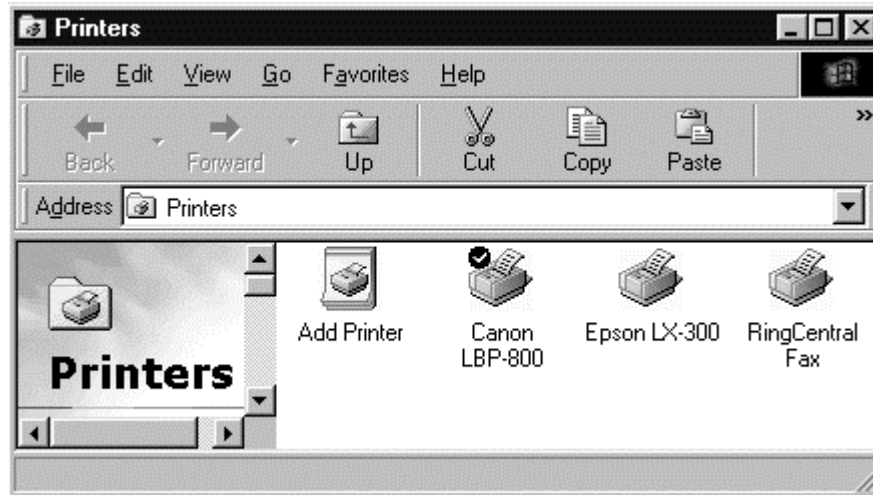 Printers
File Edit View Go Favorites Help
Back Forward Up Cut Copy Paste »
Address Printers
Printers
Add Printer
Canon
LBP-800
Epson LX-300
RingCentral
Fax